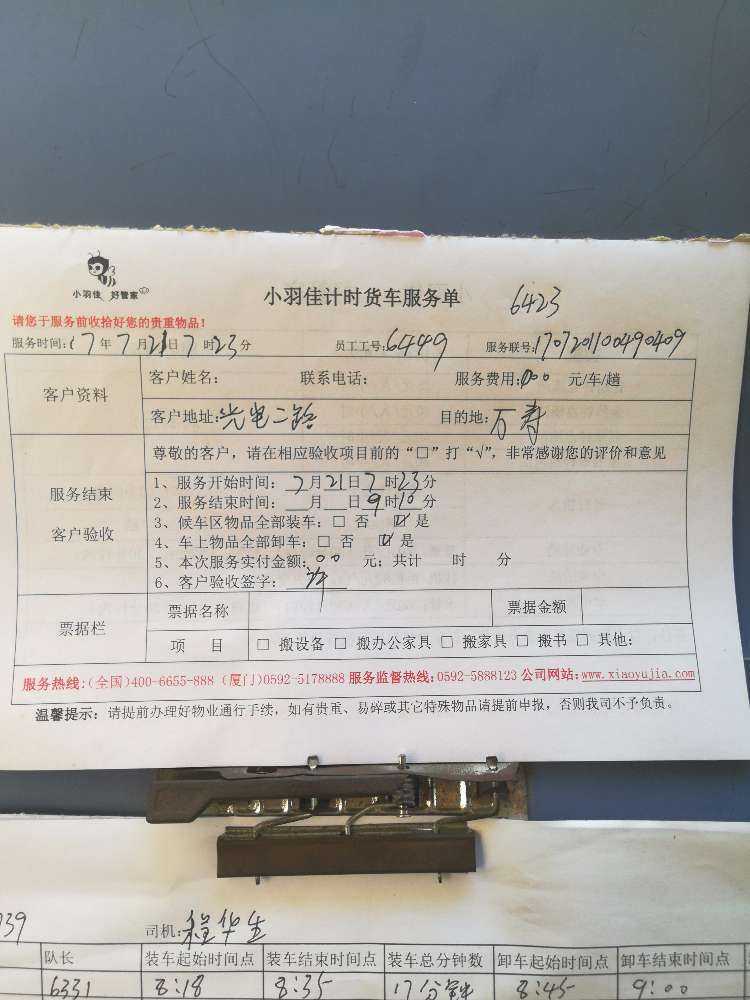 小羽佳 好管家
小羽佳计时货车服务单 6423
请您于服务前收拾好您的贵重物品!
服务时间:17年7月21日7时23分 员工工号:6449 服务联号:1707201100490409
客户资料
客户姓名: 联系电话: 服务费用:00 元/车/趟
客户地址:光电二 目的地:万寿
尊敬的客户,请在相应验收项目前的“□”打“√”,非常感谢您的评价和意见
服务结束
客户验收
1、服务开始时间:7月21日7时23分
2、服务结束时间:__月__日9时10分
3、候车区物品全部装车:□ 否 ☑ 是
4、车上物品全部卸车:□ 否 ☑ 是
5、本次服务实付金额:00 元;共计 时 分
6、客户验收签字:许
票据栏
票据名称 票据金额
项 目 □ 搬设备 □ 搬办公家具 □ 搬家具 □ 搬书 □ 其他:
服务热线:(全国)400-6655-888 (厦门)0592-5178888 服务监督热线:0592-5888123 公司网站:www.xiaoyujia.com
温馨提示:请提前办理好物业通行手续,如有贵重、易碎或其它特殊物品请提前申报,否则我司不予负责。
39 司机:程华生
队长 装车起始时间点 装车结束时间点 装车总分钟数 卸车起始时间点 卸车结束时间点
6331 8:18 8:35 17分钟 8:45 9:00